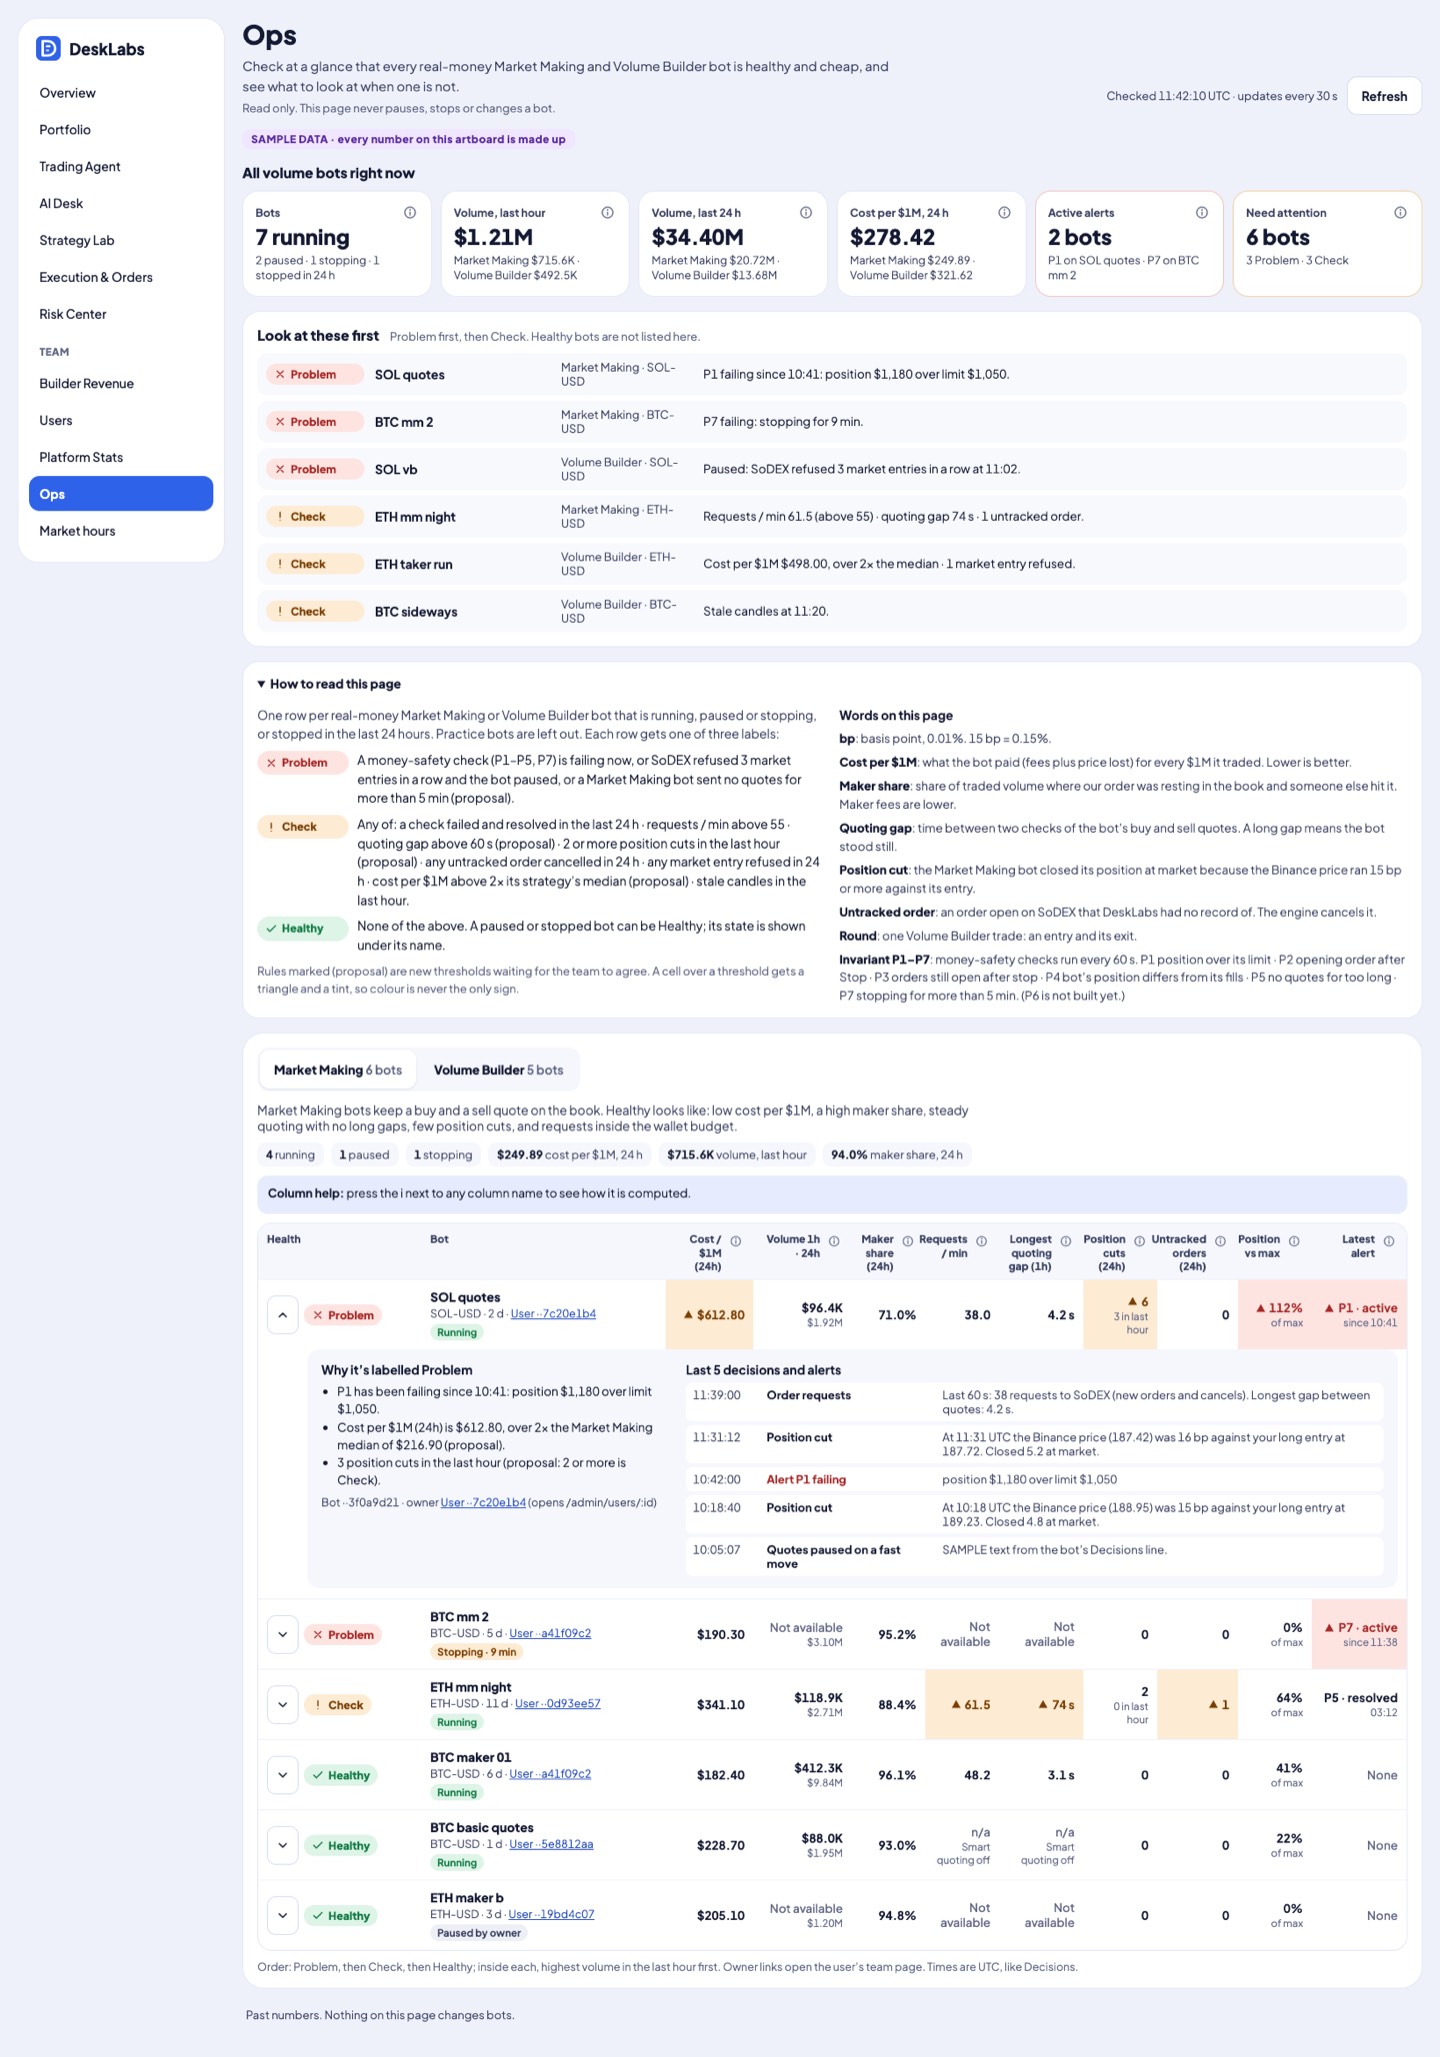 DeskLabs
Overview
Portfolio
Trading Agent
AI Desk
Strategy Lab
Execution & Orders
Risk Center
TEAM
Builder Revenue
Users
Platform Stats
Ops
Market hours
Ops
Check at a glance that every real-money Market Making and Volume Builder bot is healthy and cheap, and
see what to look at when one is not.
Read only. This page never pauses, stops or changes a bot.
Checked 11:42:10 UTC · updates every 30 s
Refresh
SAMPLE DATA · every number on this artboard is made up
All volume bots right now
Bots
7 running
2 paused · 1 stopping · 1
stopped in 24 h
Volume, last hour
$1.21M
Market Making $715.6K ·
Volume Builder $492.5K
Volume, last 24 h
$34.40M
Market Making $20.72M ·
Volume Builder $13.68M
Cost per $1M, 24 h
$278.42
Market Making $249.89 ·
Volume Builder $321.62
Active alerts
2 bots
P1 on SOL quotes · P7 on BTC
mm 2
Need attention
6 bots
3 Problem · 3 Check
Look at these first Problem first, then Check. Healthy bots are not listed here.
× Problem SOL quotes Market Making · SOL-
USD
P1 failing since 10:41: position $1,180 over limit $1,050.
× Problem BTC mm 2 Market Making · BTC-
USD
P7 failing: stopping for 9 min.
× Problem SOL vb Volume Builder · SOL-
USD
Paused: SoDEX refused 3 market entries in a row at 11:02.
! Check ETH mm night Market Making · ETH-
USD
Requests / min 61.5 (above 55) · quoting gap 74 s · 1 untracked order.
! Check ETH taker run Volume Builder · ETH-
USD
Cost per $1M $498.00, over 2× the median · 1 market entry refused.
! Check BTC sideways Volume Builder · BTC-
USD
Stale candles at 11:20.
▼ How to read this page
One row per real-money Market Making or Volume Builder bot that is running, paused or stopping,
or stopped in the last 24 hours. Practice bots are left out. Each row gets one of three labels:
× Problem
A money-safety check (P1–P5, P7) is failing now, or SoDEX refused 3 market
entries in a row and the bot paused, or a Market Making bot sent no quotes for
more than 5 min (proposal).
! Check
Any of: a check failed and resolved in the last 24 h · requests / min above 55 ·
quoting gap above 60 s (proposal) · 2 or more position cuts in the last hour
(proposal) · any untracked order cancelled in 24 h · any market entry refused in 24
h · cost per $1M above 2× its strategy's median (proposal) · stale candles in the
last hour.
✓ Healthy
None of the above. A paused or stopped bot can be Healthy; its state is shown
under its name.
Rules marked (proposal) are new thresholds waiting for the team to agree. A cell over a threshold gets a
triangle and a tint, so colour is never the only sign.
Words on this page
bp: basis point, 0.01%. 15 bp = 0.15%.
Cost per $1M: what the bot paid (fees plus price lost) for every $1M it traded. Lower is better.
Maker share: share of traded volume where our order was resting in the book and someone else hit it.
Maker fees are lower.
Quoting gap: time between two checks of the bot's buy and sell quotes. A long gap means the bot
stood still.
Position cut: the Market Making bot closed its position at market because the Binance price ran 15 bp
or more against its entry.
Untracked order: an order open on SoDEX that DeskLabs had no record of. The engine cancels it.
Round: one Volume Builder trade: an entry and its exit.
Invariant P1–P7: money-safety checks run every 60 s. P1 position over its limit · P2 opening order after
Stop · P3 orders still open after stop · P4 bot's position differs from its fills · P5 no quotes for too long ·
P7 stopping for more than 5 min. (P6 is not built yet.)
Market Making 6 bots
Volume Builder 5 bots
Market Making bots keep a buy and a sell quote on the book. Healthy looks like: low cost per $1M, a high maker share, steady
quoting with no long gaps, few position cuts, and requests inside the wallet budget.
4 running
1 paused
1 stopping
$249.89 cost per $1M, 24 h
$715.6K volume, last hour
94.0% maker share, 24 h
Column help: press the i next to any column name to see how it is computed.
Health
Bot
Cost /
$1M
(24h)
Volume 1h
· 24h
Maker
share
(24h)
Requests
/ min
Longest
quoting
gap (1h)
Position
cuts
(24h)
Untracked
orders
(24h)
Position
vs max
Latest
alert
× Problem
SOL quotes
SOL-USD · 2 d · User ··7c20e1b4
Running
▲ $612.80
$96.4K
$1.92M
71.0%
38.0
4.2 s
▲ 6
3 in last
hour
0
▲ 112%
of max
▲ P1 · active
since 10:41
Why it's labelled Problem
• P1 has been failing since 10:41: position $1,180 over limit
$1,050.
• Cost per $1M (24h) is $612.80, over 2× the Market Making
median of $216.90 (proposal).
• 3 position cuts in the last hour (proposal: 2 or more is
Check).
Bot ··3f0a9d21 · owner User ··7c20e1b4 (opens /admin/users/:id)
Last 5 decisions and alerts
11:39:00 Order requests
Last 60 s: 38 requests to SoDEX (new orders and cancels). Longest gap between
quotes: 4.2 s.
11:31:12 Position cut
At 11:31 UTC the Binance price (187.42) was 16 bp against your long entry at
187.72. Closed 5.2 at market.
10:42:00 Alert P1 failing
position $1,180 over limit $1,050
10:18:40 Position cut
At 10:18 UTC the Binance price (188.95) was 15 bp against your long entry at
189.23. Closed 4.8 at market.
10:05:07 Quotes paused on a fast
move
SAMPLE text from the bot's Decisions line.
× Problem
BTC mm 2
BTC-USD · 5 d · User ··a41f09c2
Stopping · 9 min
$190.30
Not available
$3.10M
95.2%
Not
available
Not
available
0
0
0%
of max
▲ P7 · active
since 11:38
! Check
ETH mm night
ETH-USD · 11 d · User ··0d93ee57
Running
$341.10
$118.9K
$2.71M
88.4%
▲ 61.5
▲ 74 s
2
0 in last
hour
▲ 1
64%
of max
P5 · resolved
03:12
✓ Healthy
BTC maker 01
BTC-USD · 6 d · User ··a41f09c2
Running
$182.40
$412.3K
$9.84M
96.1%
48.2
3.1 s
0
0
41%
of max
None
✓ Healthy
BTC basic quotes
BTC-USD · 1 d · User ··5e8812aa
Running
$228.70
$88.0K
$1.95M
93.0%
n/a
Smart
quoting off
n/a
Smart
quoting off
0
0
22%
of max
None
✓ Healthy
ETH maker b
ETH-USD · 3 d · User ··19bd4c07
Paused by owner
$205.10
Not available
$1.20M
94.8%
Not
available
Not
available
0
0
0%
of max
None
Order: Problem, then Check, then Healthy; inside each, highest volume in the last hour first. Owner links open the user's team page. Times are UTC, like Decisions.
Past numbers. Nothing on this page changes bots.